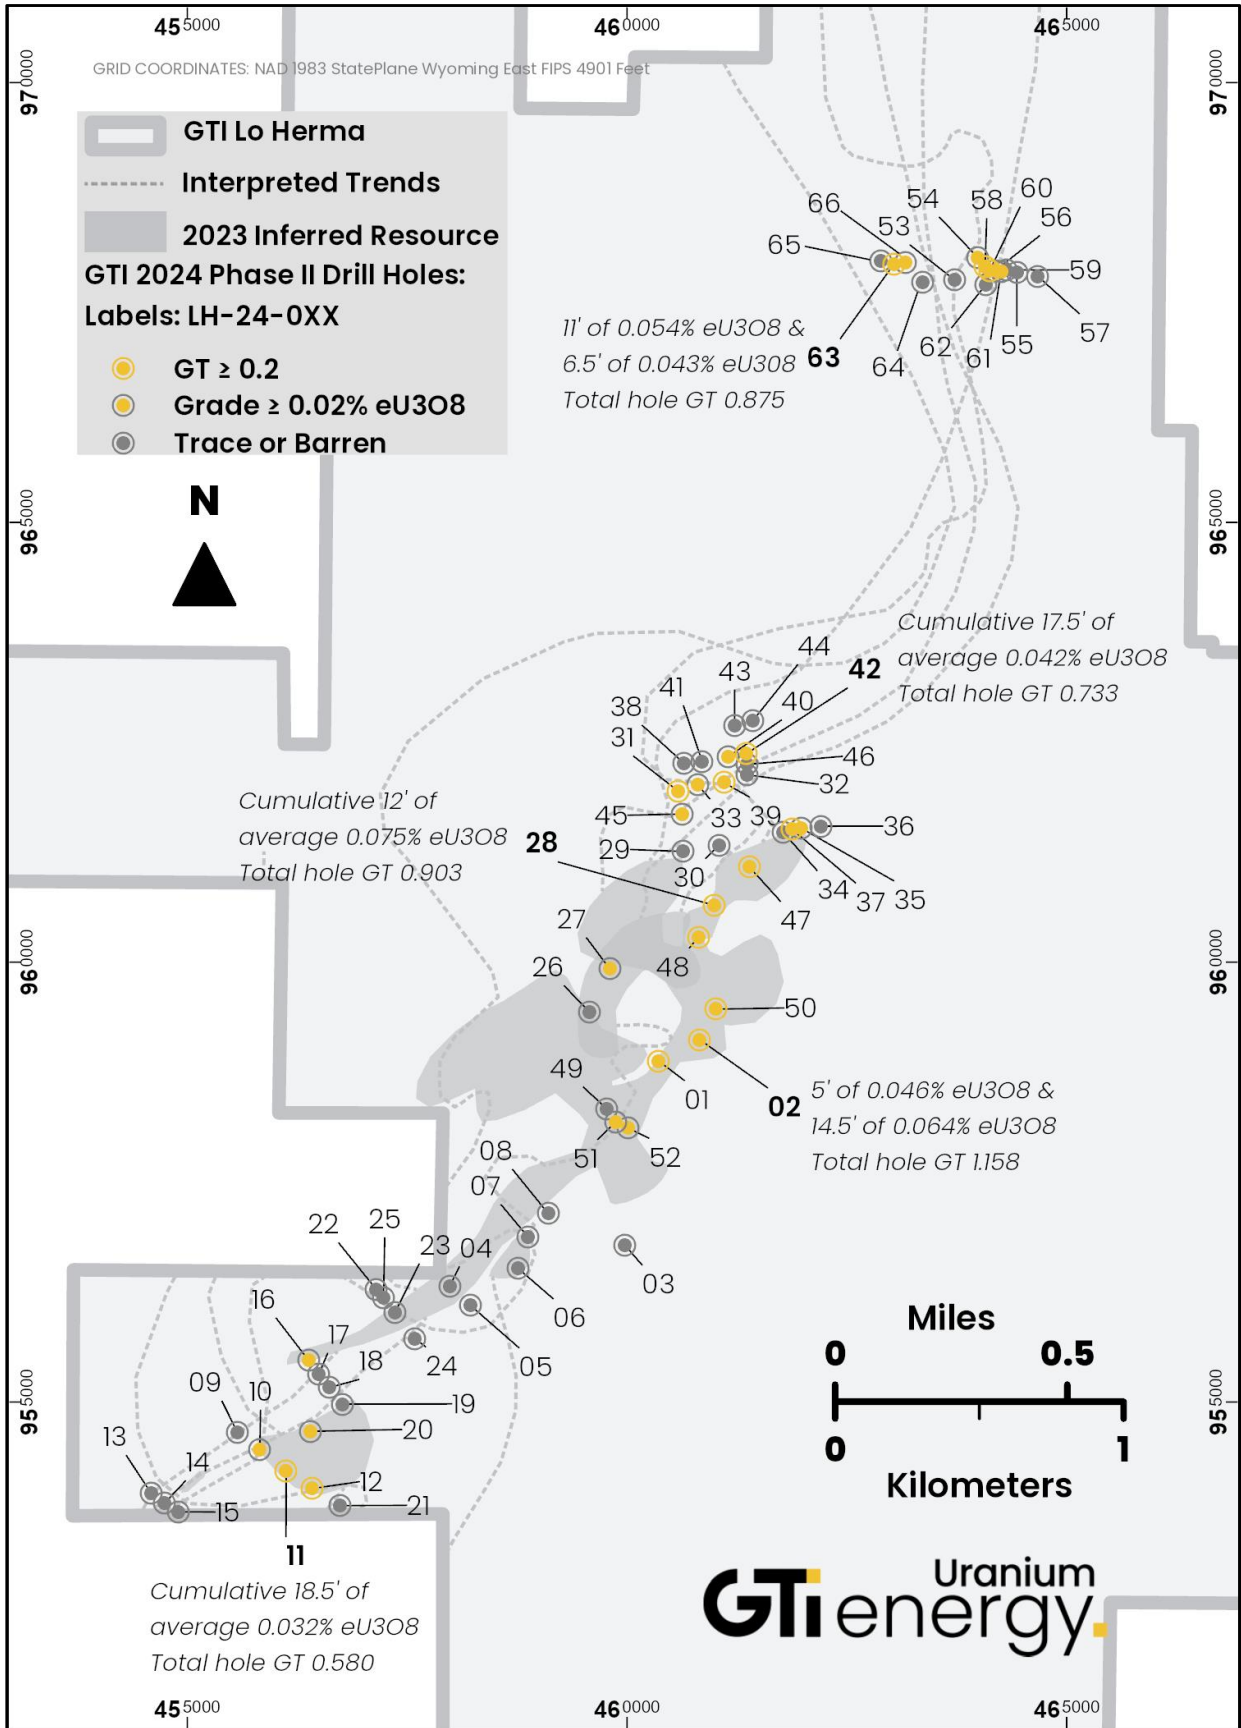 455000 460000 465000
GRID COORDINATES: NAD 1983 StatePlane Wyoming East FIPS 4901 Feet
970000 970000
GTI Lo Herma
Interpreted Trends
2023 Inferred Resource
GTI 2024 Phase II Drill Holes:
Labels: LH-24-0XX
GT ≥ 0.2
Grade ≥ 0.02% eU3O8
Trace or Barren
N
66 54 58 60
65 53 56
59
57
62 61 55
64
11' of 0.054% eU3O8 &
6.5' of 0.043% eU308 63
Total hole GT 0.875
965000 965000
Cumulative 17.5' of
average 0.042% eU3O8
Total hole GT 0.733
42
44
43
41 40
38
31
46
32
45 33 39
36
29
30 34 37 35
47
Cumulative 12' of
average 0.075% eU3O8
Total hole GT 0.903
28
27
26 48
960000 960000
50
49 01
02
5' of 0.046% eU3O8 &
14.5' of 0.064% eU3O8
Total hole GT 1.158
51 52
08
07
25
22 23 04
03
06
16
17 05
24
18
09 10
19
20
13
14 12
15 21
11
Cumulative 18.5' of
average 0.032% eU3O8
Total hole GT 0.580
955000 955000
Miles
0 0.5
0 1
Kilometers
Uranium
GTi energy.
455000 460000 465000